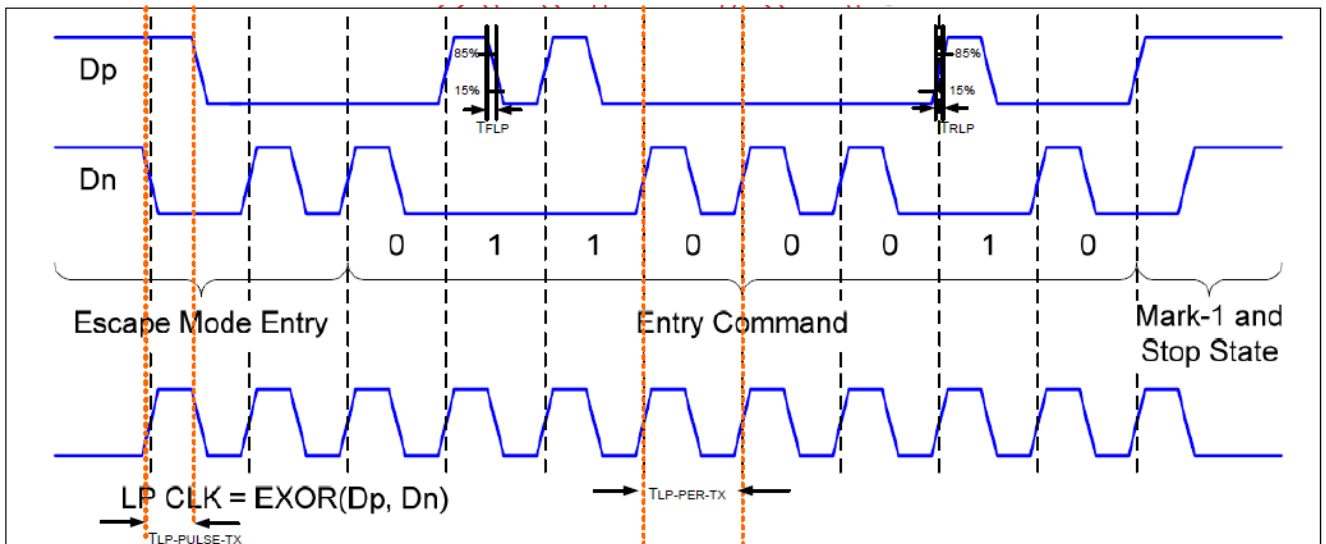 Dp
85%
15%
TFLP
85%
15%
TRLP
Dn
0 1 1 0 0 0 1 0
Escape Mode Entry
Entry Command
Mark-1 and
Stop State
LP CLK = EXOR(Dp, Dn)
TLP-PER-TX
TLP-PULSE-TX